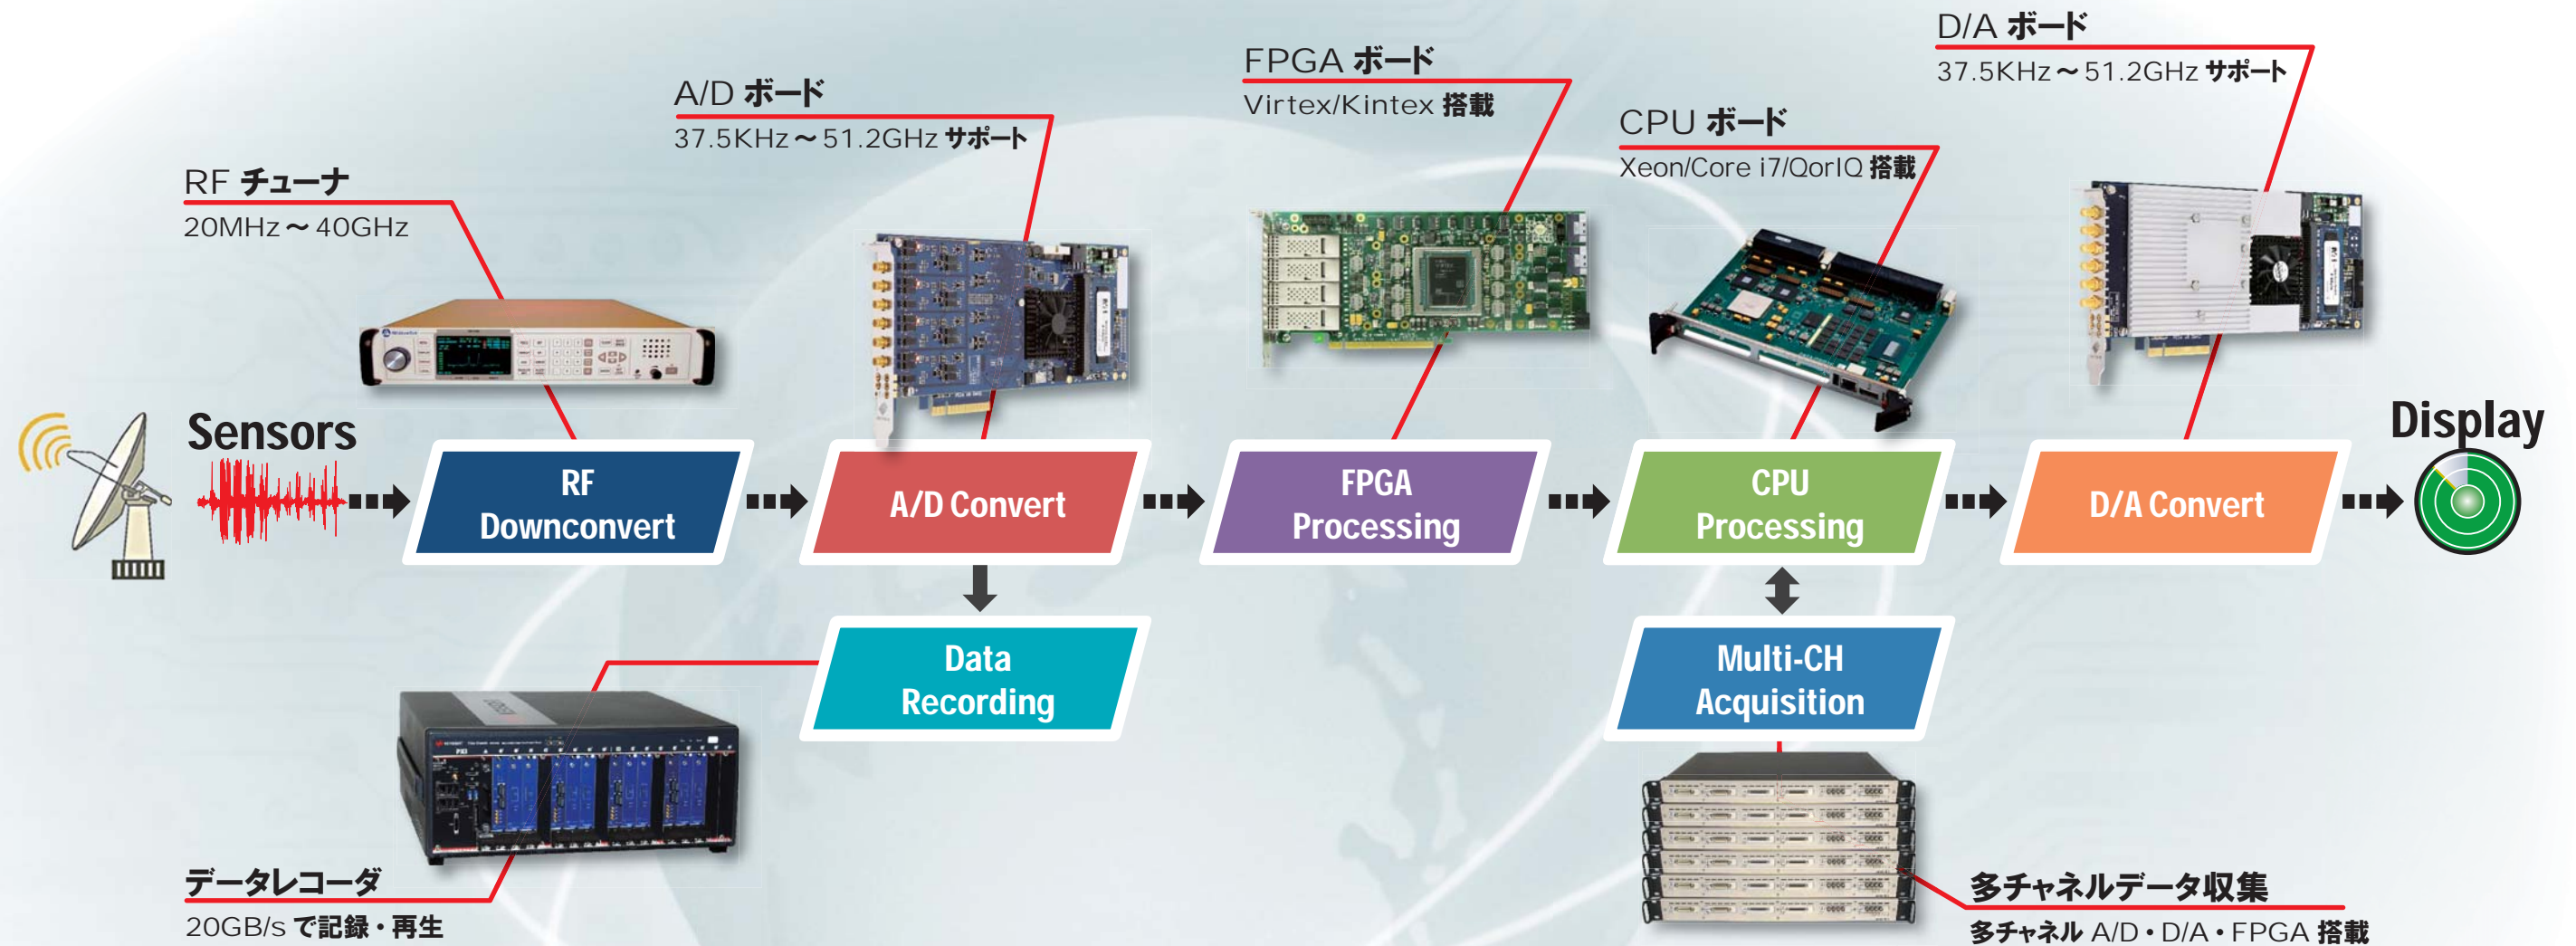 D/A ボード
37.5KHz～51.2GHz サポート
FPGA ボード
Virtex/Kintex 搭載
A/D ボード
37.5KHz～51.2GHz サポート
CPU ボード
Xeon/Core i7/QorIQ 搭載
RF チューナ
20MHz～40GHz
Sensors
Display
RF
Downconvert
A/D Convert
FPGA
Processing
CPU
Processing
D/A Convert
Data
Recording
Multi-CH
Acquisition
データレコーダ
20GB/s で記録・再生
多チャネルデータ収集
多チャネル A/D・D/A・FPGA 搭載